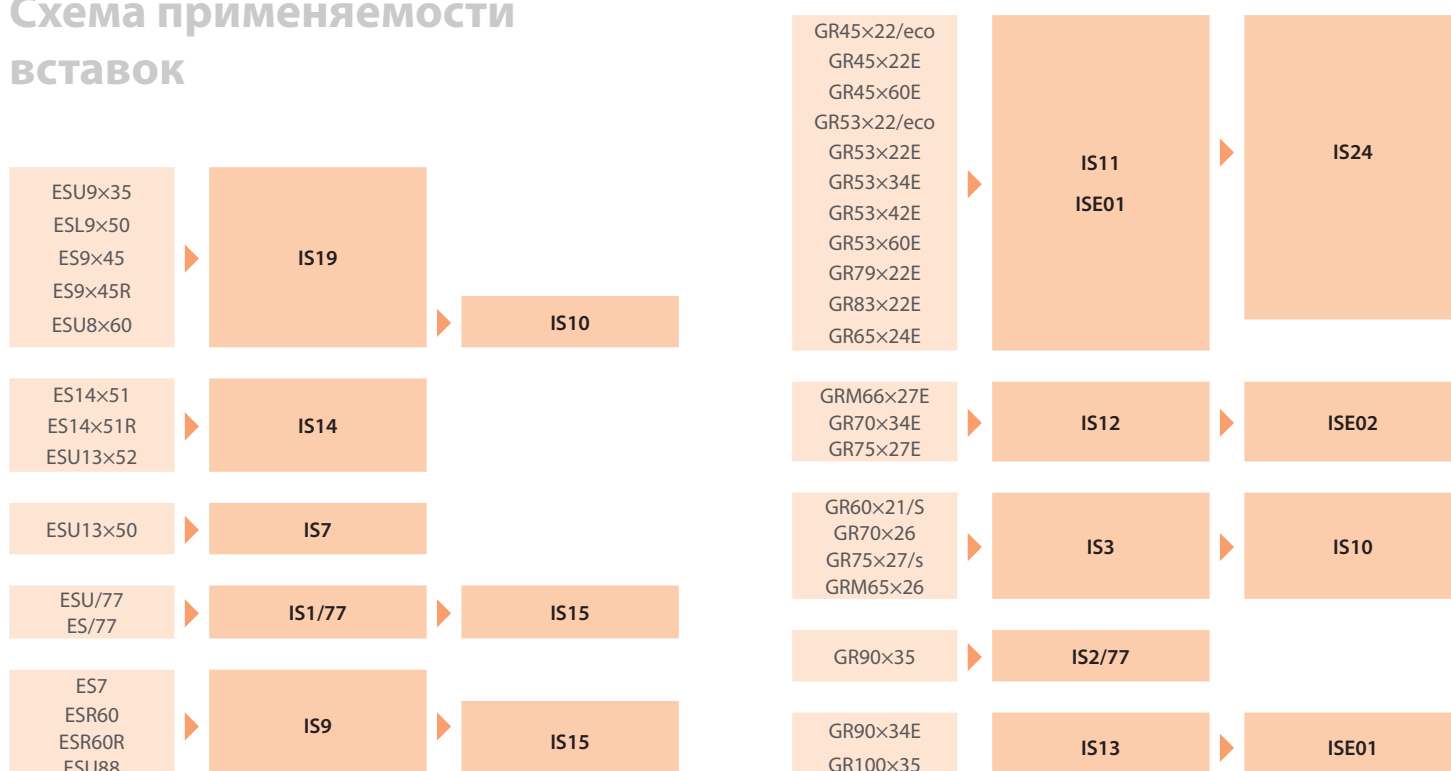 Схема применяемости
вставок
ESU9×35
ESL9×50
ES9×45
ES9×45R
ESU8×60
IS19
IS10
ES14×51
ES14×51R
ESU13×52
IS14
ESU13×50
IS7
ESU/77
ES/77
IS1/77
IS15
ES7
ESR60
ESR60R
ESU88
IS9
IS15
GR45×22/eco
GR45×22E
GR45×60E
GR53×22/eco
GR53×22E
GR53×34E
GR53×42E
GR53×60E
GR79×22E
GR83×22E
GR65×24E
IS11
ISE01
IS24
GRM66×27E
GR70×34E
GR75×27E
IS12
ISE02
GR60×21/S
GR70×26
GR75×27/s
GRM65×26
IS3
IS10
GR90×35
IS2/77
GR90×34E
GR100×35
IS13
ISE01